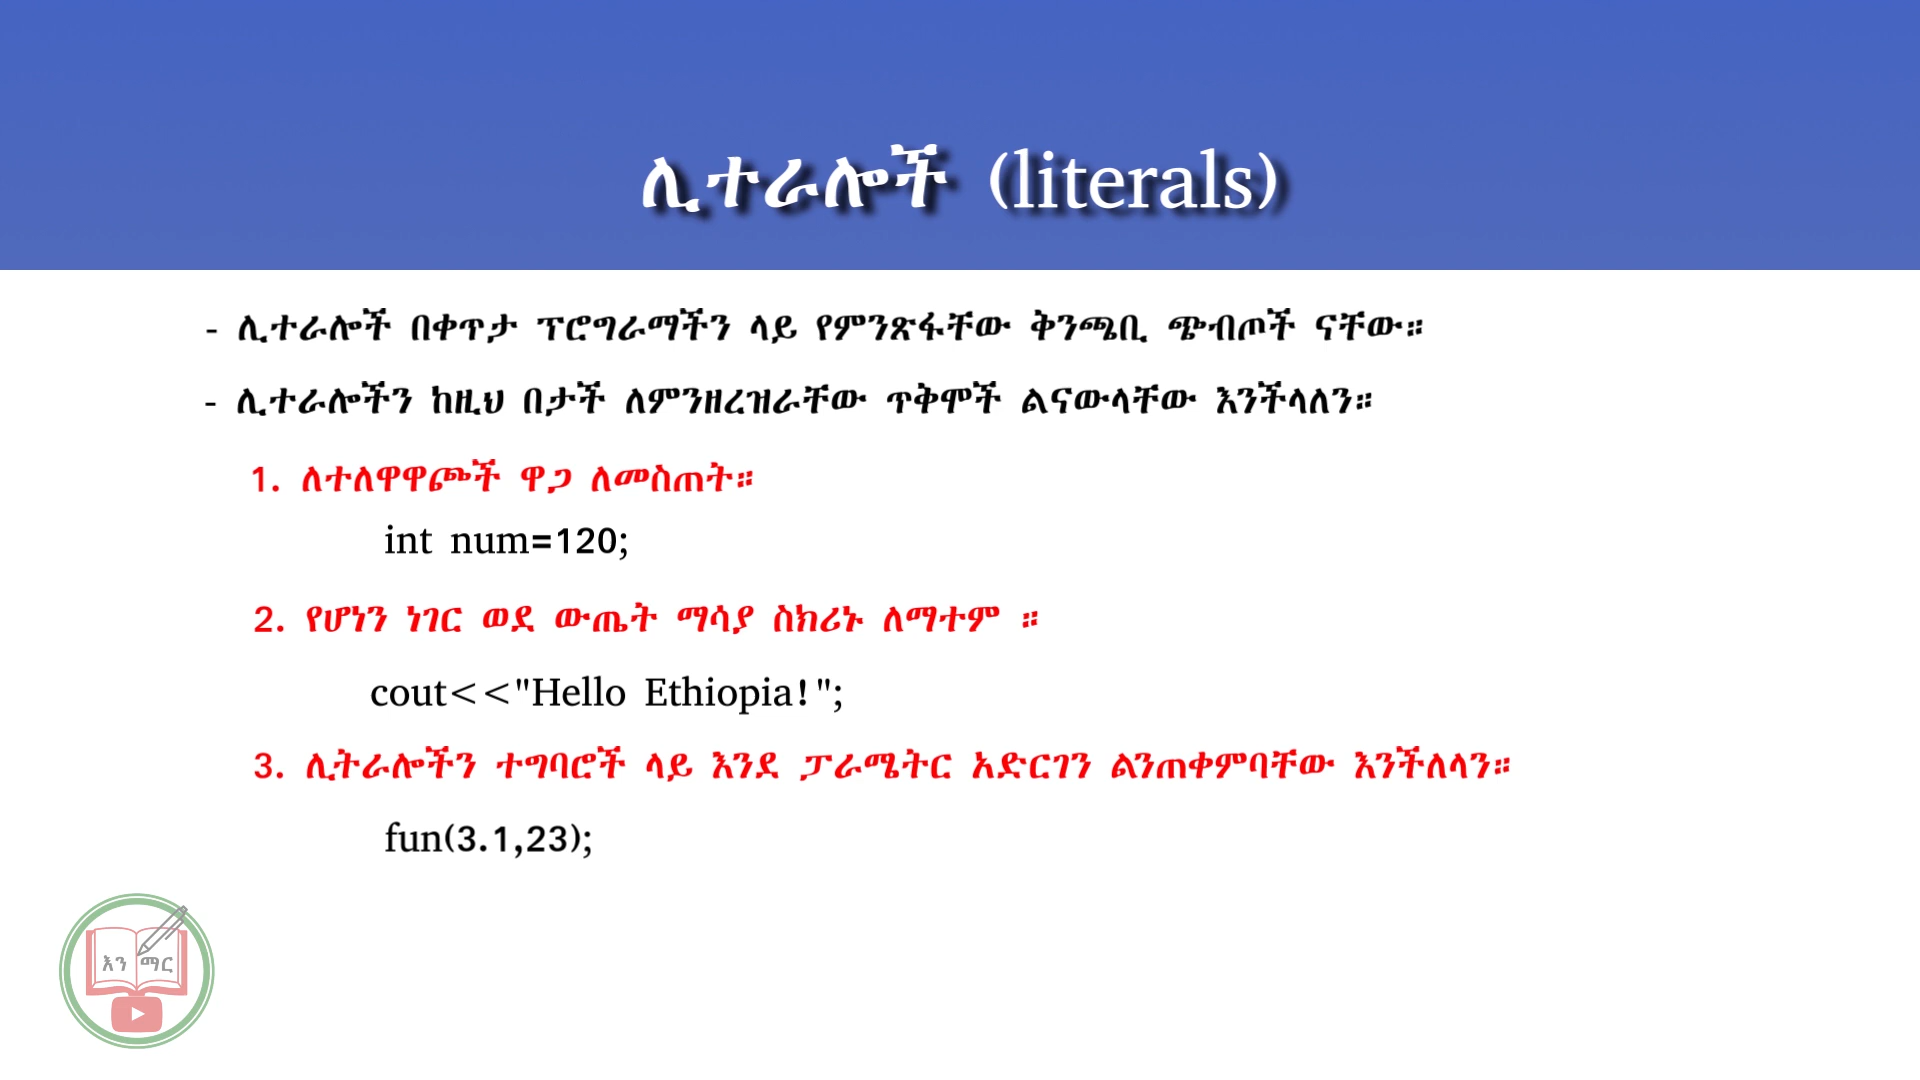 ሊተራሎች (literals)
- ሊተራሎች በቀጥታ ፕሮግራማችን ላይ የምንጽፋቸው ቅንጫቢ ጭብጦች ናቸው።
- ሊተራሎችን ከዚህ በታች ለምንዘረዝራቸው ጥቅሞች ልናውላቸው እንችላለን።
1. ለተለዋዋጮች ዋጋ ለመስጠት።
int num=120;
2. የሆነን ነገር ወደ ውጤት ማሳያ ስክሪኑ ለማተም ።
cout<<"Hello Ethiopia!";
3. ሊትራሎችን ተግባሮች ላይ እንደ ፓራሜትር አድርገን ልንጠቀምባቸው እንችለላን።
fun(3.1,23);
እን ማር